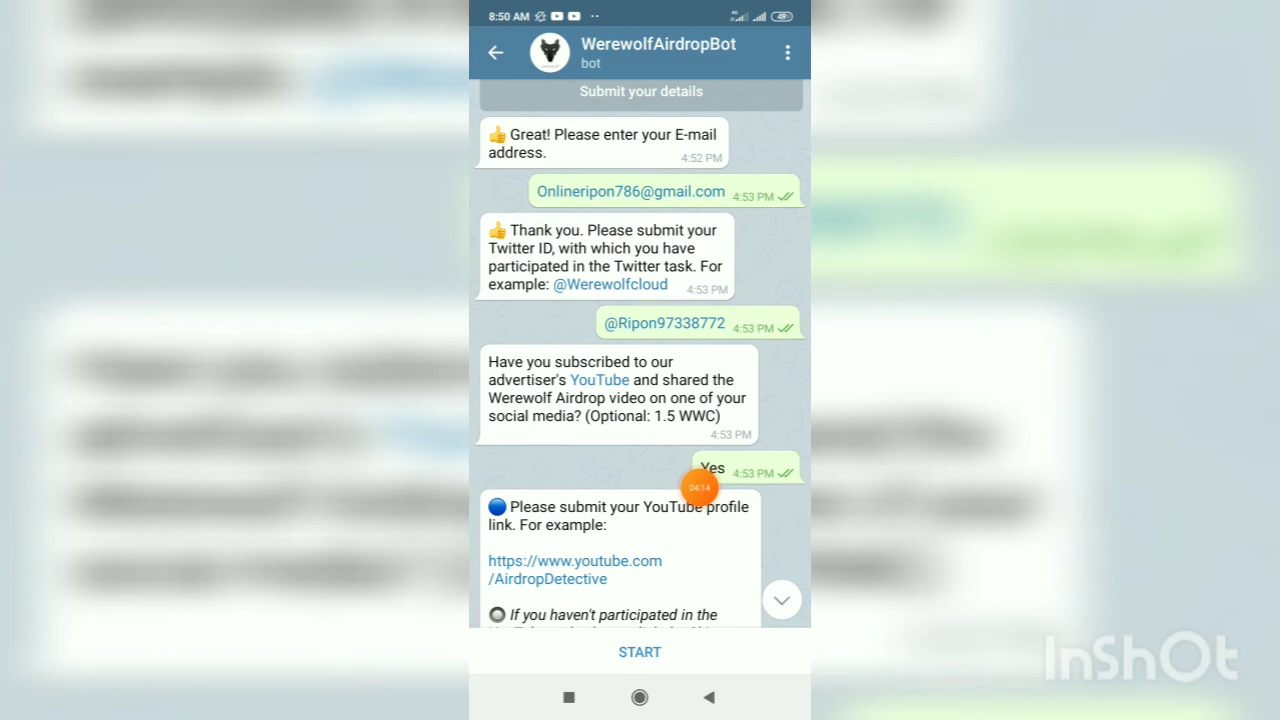 8:50 AM
49
WerewolfAirdropBot
bot
Submit your details
👍 Great! Please enter your E-mail
address.
4:52 PM
Onlineripon786@gmail.com 4:53 PM
👍 Thank you. Please submit your
Twitter ID, with which you have
participated in the Twitter task. For
example: @Werewolfcloud 4:53 PM
@Ripon97338772 4:53 PM
Have you subscribed to our
advertiser's YouTube and shared the
Werewolf Airdrop video on one of your
social media? (Optional: 1.5 WWC)
4:53 PM
Yes 4:53 PM
04:14
🔵 Please submit your YouTube profile
link. For example:
https://www.youtube.com
/AirdropDetective
🔘 If you haven't participated in the
START
InShOt